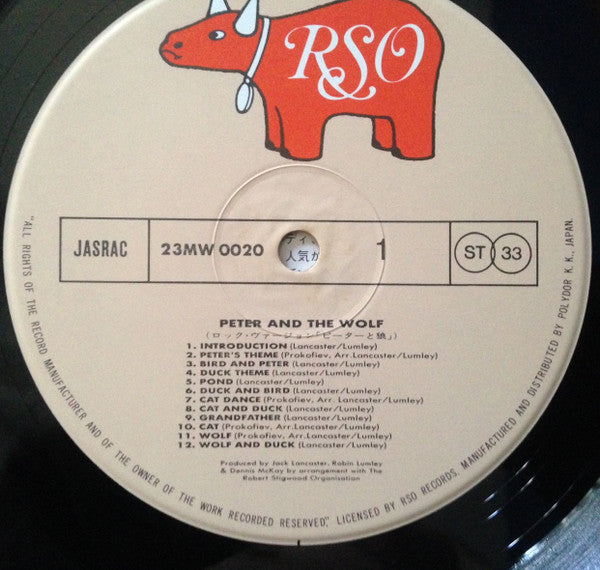 RSO
JASRAC
23MW 0020
ディ
人気が
1
ST
33
PETER AND THE WOLF
(ロック・ヴァージョン「ピーターと狼」)
1. INTRODUCTION (Lancaster/Lumley)
2. PETER'S THEME (Prokofiev, Arr.Lancaster/Lumley)
3. BIRD AND PETER (Lancaster/Lumley)
4. DUCK THEME (Lancaster/Lumley)
5. POND (Lancaster/Lumley)
6. DUCK AND BIRD (Lancaster/Lumley)
7. CAT DANCE (Prokofiev, Arr.Lancaster/Lumley)
8. CAT AND DUCK (Lancaster/Lumley)
9. GRANDFATHER (Lancaster/Lumley)
10. CAT (Prokofiev, Arr.Lancaster/Lumley)
11. WOLF (Prokofiev, Arr.Lancaster/Lumley)
12. WOLF AND DUCK (Lancaster/Lumley)
Produced by Jack Lancaster, Robin Lumley
& Dennis McKay by arrangement with The
Robert Stigwood Organisation
"ALL RIGHTS OF THE RECORD MANUFACTURER AND OF THE OWNER OF THE WORK RECORDED RESERVED," LICENSED BY RSO RECORDS, MANUFACTURED AND DISTRIBUTED BY POLYDOR K. K., JAPAN.